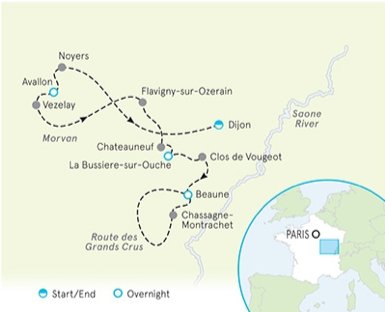 Noyers
Avallon
Vezelay
Flavigny-sur-Ozerain
Morvan
Dijon
Saone
River
Chateauneuf
La Bussiere-sur-Ouche
Clos de Vougeot
Beaune
Chassagne-
Montrachet
Route des
Grands Crus
PARIS
Start/End
Overnight